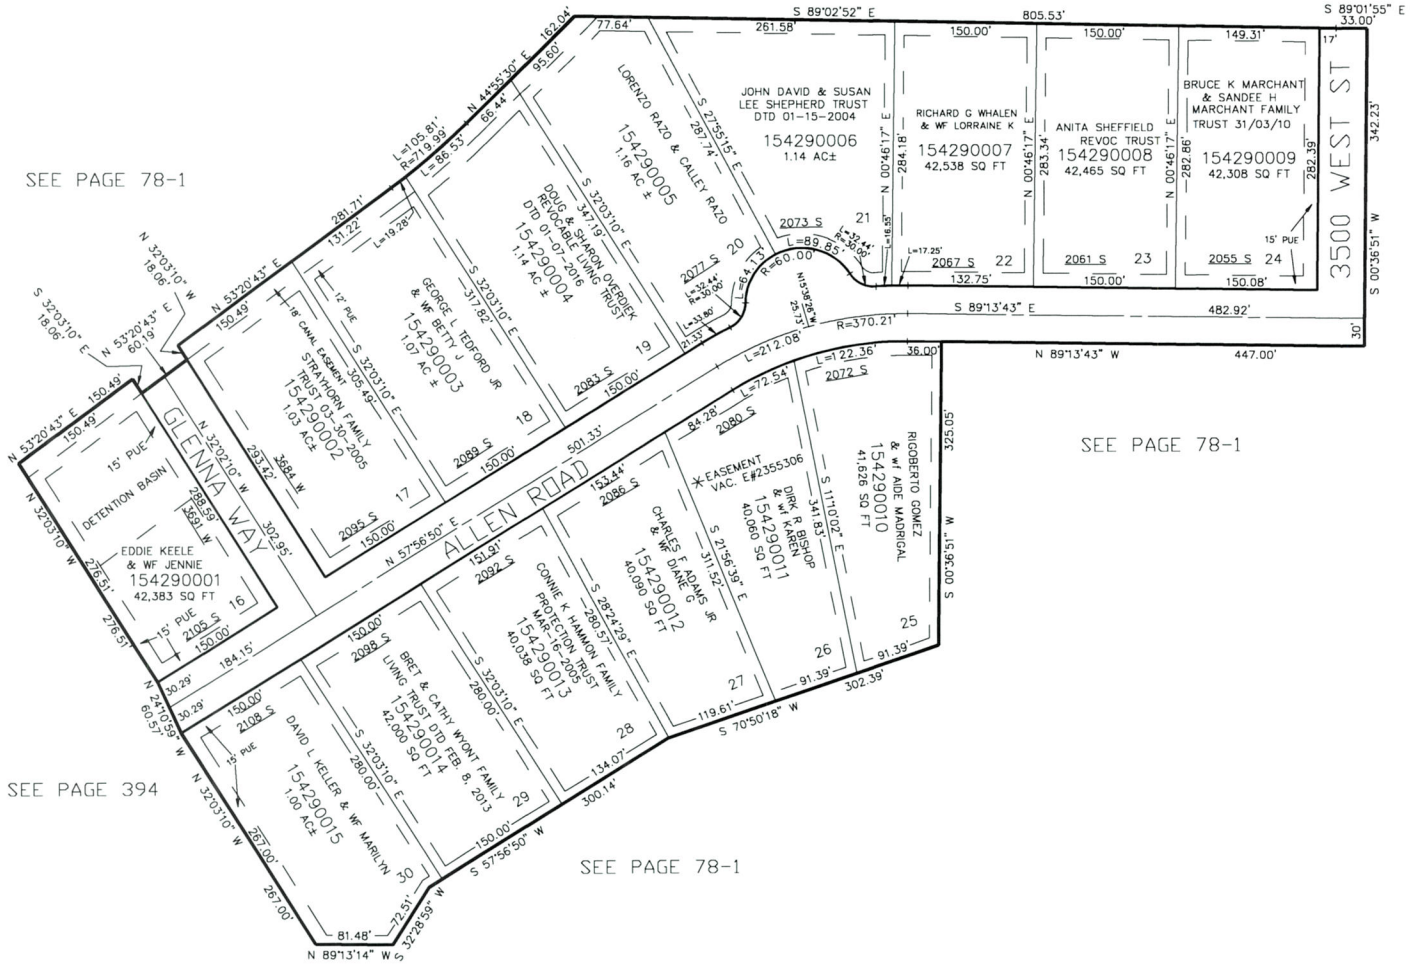 S 89°01'55" E
33.00'
S 89°02'52" E
805.53'
77.64'
261.58'
150.00'
150.00'
149.31'
17'
162.04'
95.60'
N 44°55'30" E
66.44'
L=105.81'
R=719.99'
L=86.53'
SEE PAGE 78-1
LORENZO RAZO & CALLEY RAZO
154290005
1.16 AC ±
20
2077 S
S 27°55'15" E
287.74'
JOHN DAVID & SUSAN
LEE SHEPHERD TRUST
DTD 01-15-2004
154290006
1.14 AC±
21
2073 S
N 00°46'17" E
284.18'
RICHARD G WHALEN
& WF LORRAINE K
154290007
42,538 SQ FT
2067 S
22
132.75'
N 00°46'17" E
283.34'
ANITA SHEFFIELD
REVOC TRUST
154290008
42,465 SQ FT
2061 S
23
150.00'
N 00°46'17" E
282.86'
BRUCE K MARCHANT
& SANDEE H
MARCHANT FAMILY
TRUST 31/03/10
154290009
42,308 SQ FT
2055 S
24
150.08'
282.39'
15' PUE
3500 WEST ST
342.23'
S 00°36'51" W
30'
L=32.44'
R=30.00'
L=16.55'
L=17.25'
L=89.85'
R=60.00'
L=64.13'
L=32.44'
R=30.00'
L=33.80'
21.33'
N15°38'26"W
25.73'
R=370.21'
L=212.08'
S 89°13'43" E
482.92'
N 89°13'43" W
447.00'
L=122.36'
36.00'
L=72.54'
281.71'
131.22'
L=19.28'
N 53°20'43" E
150.49'
N 32°03'10" W
18.06'
S 32°03'10" E
18.06'
N 53°20'43" E
60.19'
N 53°20'43" E 150.49'
150.49'
DOUG & SHARON OVERDIEK
REVOCABLE LIVING TRUST
DTD 01-07-2016
154290004
1.14 AC ±
19
2083 S
150.00'
S 32°03'10" E
347.19'
GEORGE L TEDFORD JR
& WF BETTY J
154290003
1.07 AC ±
18
2089 S
150.00'
S 32°03'10" E
317.82'
12' PUE
18' CANAL EASEMENT
STRAYHORN FAMILY
TRUST 03-30-2005
154290002
1.03 AC±
17
2095 S
150.00'
S 32°03'10" E
305.49'
3684 W
293.42'
GLENNA WAY
N 32°02'10" W
302.95'
288.59'
3691 W
15' PUE
DETENTION BASIN
EDDIE KEELE
& WF JENNIE
154290001
42,383 SQ FT
16
15' PUE
2105 S
150.00'
N 32°03'10" W
276.51'
276.51'
184.15'
N 57°56'50" E
ALLEN ROAD
501.33'
30.29'
30.29'
N 24°10'59" W
60.57'
SEE PAGE 394
150.00'
2108 S
15' PUE
DAVID L KELLER & WF MARILYN
154290015
1.00 AC±
30
N 32°03'10" W
267.00'
267.00'
81.48'
N 89°13'14" W
72.51'
S 32°28'59" W
S 32°03'10" E
280.00'
150.00'
2098 S
BRET & CATHY WYONT FAMILY
LIVING TRUST DTD FEB. 8, 2013
154290014
42,000 SQ FT
29
150.00'
S 57°56'50" W
300.14'
S 32°03'10" E
280.00'
151.91'
2092 S
CONNIE K HAMMON FAMILY
PROTECTION TRUST
MAR-16-2005
154290013
40,038 SQ FT
28
134.07'
S 28°24'29" E
280.57'
153.44'
2086 S
CHARLES F ADAMS JR
& WF DIANE G
154290012
40,090 SQ FT
27
119.61'
S 70°50'18" W
302.39'
S 21°56'39" E
311.52'
84.28'
2080 S
*EASEMENT
VAC. E#2355306
DIRK R BISHOP
& wf KAREN
154290011
40,060 SQ FT
26
91.39'
S 11°10'02" E
341.83'
2072 S
RIGOBERTO GOMEZ
& wf AIDE MADRIGAL
154290010
41,626 SQ FT
25
91.39'
325.05'
S 00°36'51" W
SEE PAGE 78-1
SEE PAGE 78-1